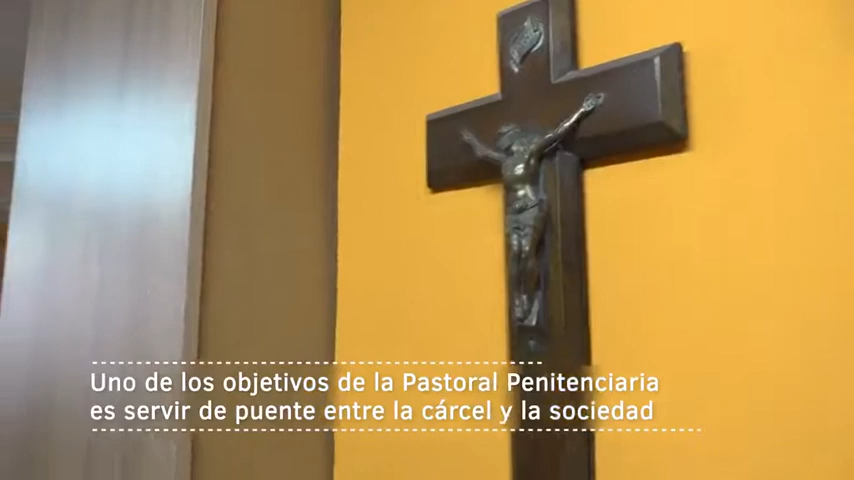 Uno de los objetivos de la Pastoral Penitenciaria
es servir de puente entre la cárcel y la sociedad